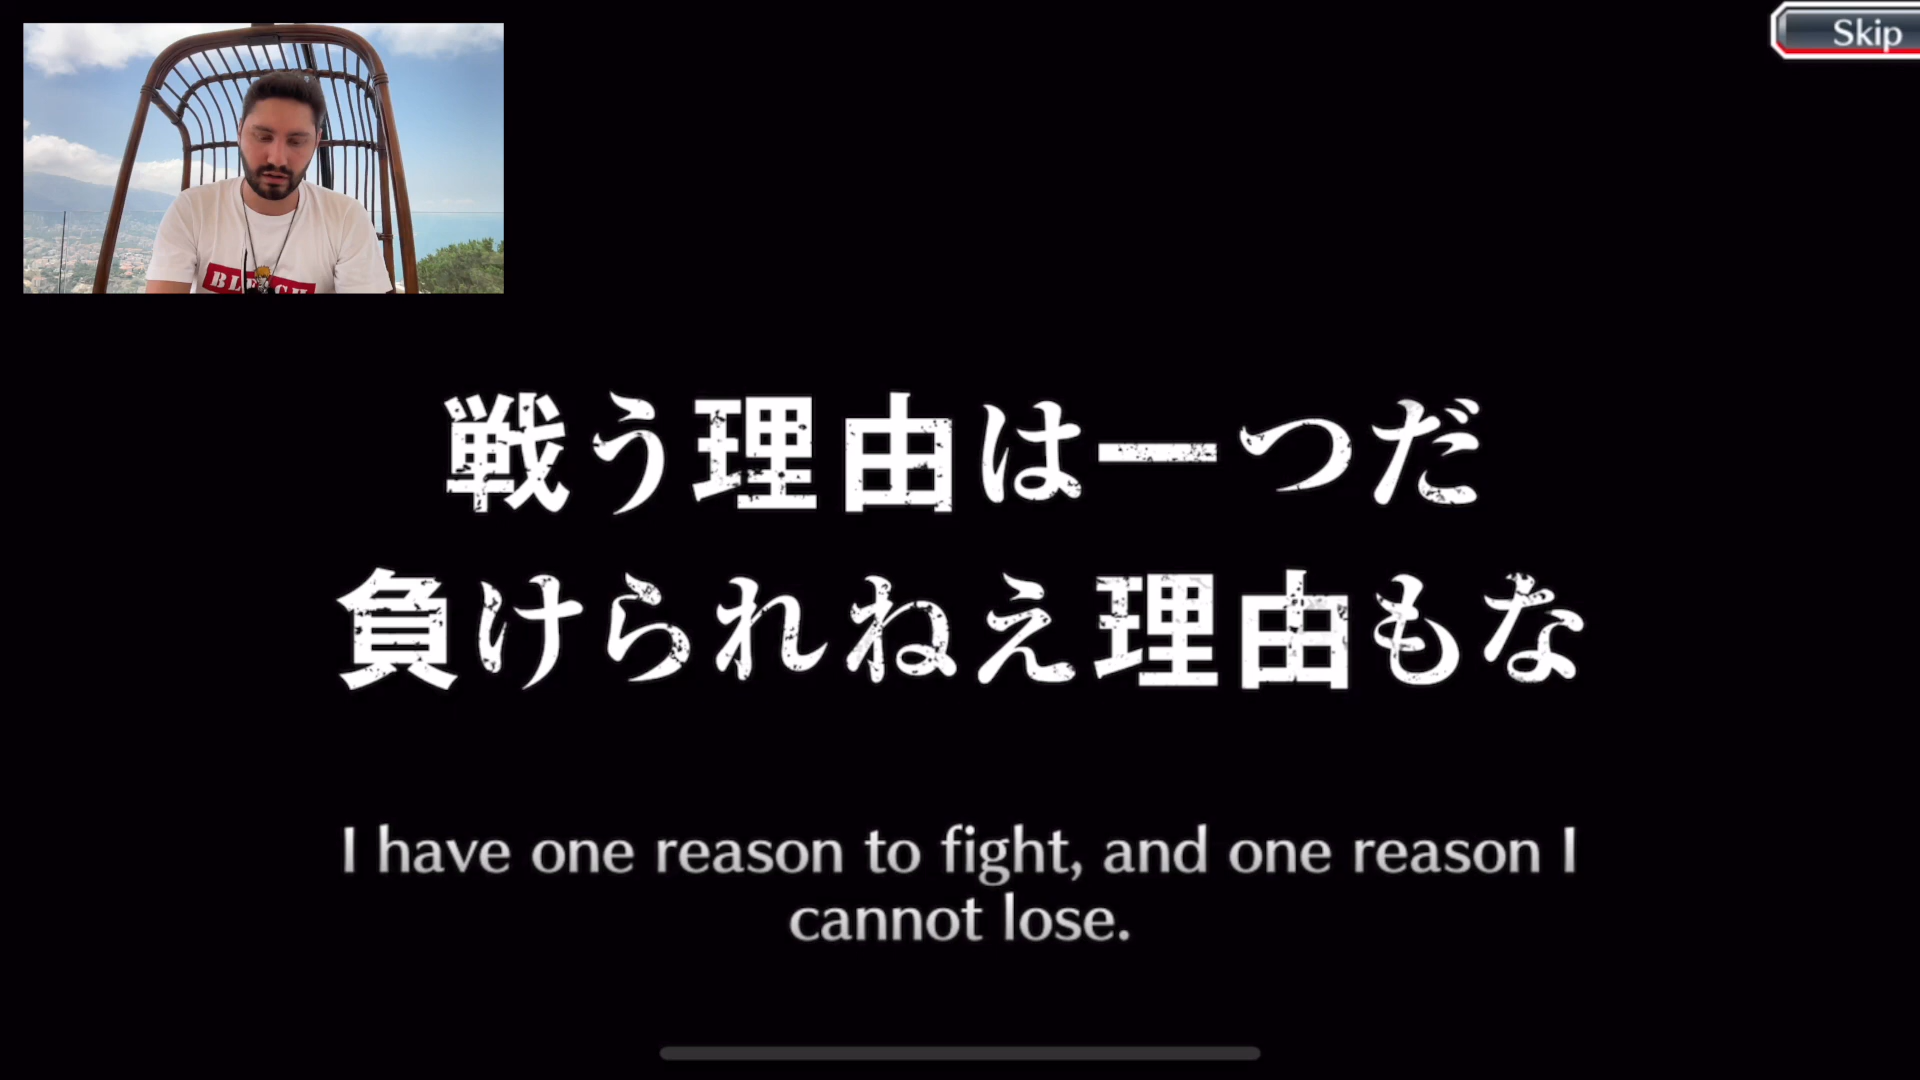 Skip
BLEACH
戦う理由は一つだ
負けられねえ理由もな
I have one reason to fight, and one reason I
cannot lose.